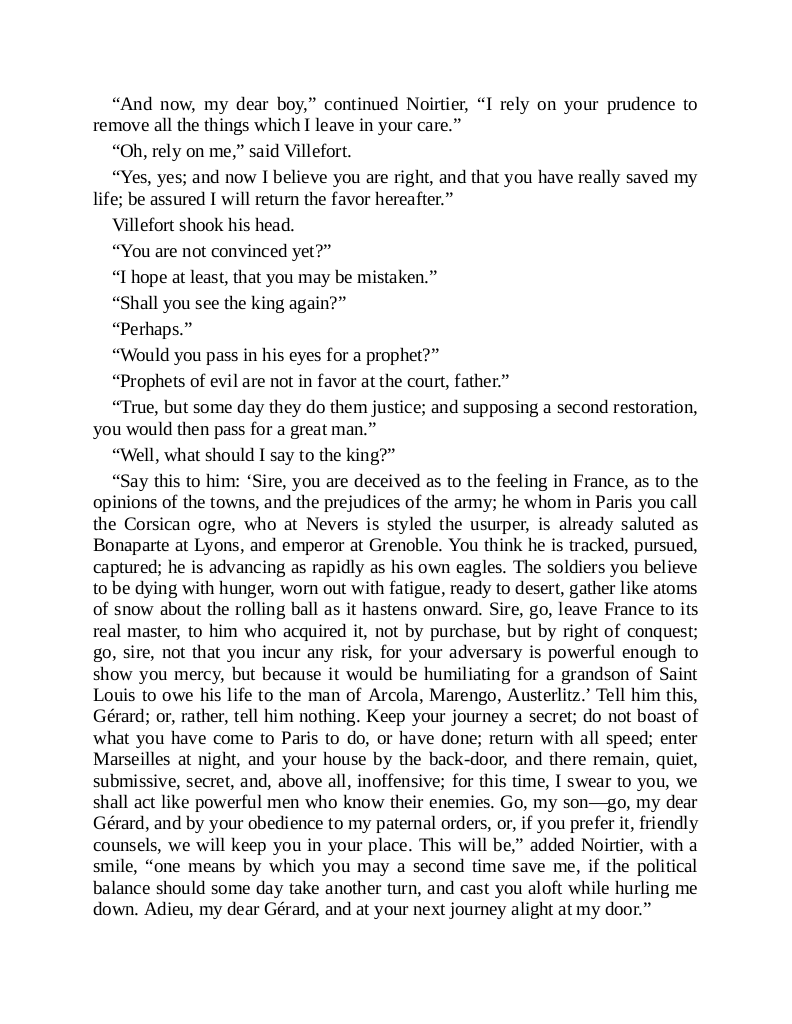 “And now, my dear boy,” continued Noirtier, “I rely on your prudence to
remove all the things which I leave in your care.”
“Oh, rely on me,” said Villefort.
“Yes, yes; and now I believe you are right, and that you have really saved my
life; be assured I will return the favor hereafter.”
Villefort shook his head.
“You are not convinced yet?”
“I hope at least, that you may be mistaken.”
“Shall you see the king again?”
“Perhaps.”
“Would you pass in his eyes for a prophet?”
“Prophets of evil are not in favor at the court, father.”
“True, but some day they do them justice; and supposing a second restoration,
you would then pass for a great man.”
“Well, what should I say to the king?”
“Say this to him: ‘Sire, you are deceived as to the feeling in France, as to the
opinions of the towns, and the prejudices of the army; he whom in Paris you call
the Corsican ogre, who at Nevers is styled the usurper, is already saluted as
Bonaparte at Lyons, and emperor at Grenoble. You think he is tracked, pursued,
captured; he is advancing as rapidly as his own eagles. The soldiers you believe
to be dying with hunger, worn out with fatigue, ready to desert, gather like atoms
of snow about the rolling ball as it hastens onward. Sire, go, leave France to its
real master, to him who acquired it, not by purchase, but by right of conquest;
go, sire, not that you incur any risk, for your adversary is powerful enough to
show you mercy, but because it would be humiliating for a grandson of Saint
Louis to owe his life to the man of Arcola, Marengo, Austerlitz.’ Tell him this,
Gérard; or, rather, tell him nothing. Keep your journey a secret; do not boast of
what you have come to Paris to do, or have done; return with all speed; enter
Marseilles at night, and your house by the back-door, and there remain, quiet,
submissive, secret, and, above all, inoffensive; for this time, I swear to you, we
shall act like powerful men who know their enemies. Go, my son—go, my dear
Gérard, and by your obedience to my paternal orders, or, if you prefer it, friendly
counsels, we will keep you in your place. This will be,” added Noirtier, with a
smile, “one means by which you may a second time save me, if the political
balance should some day take another turn, and cast you aloft while hurling me
down. Adieu, my dear Gérard, and at your next journey alight at my door.”